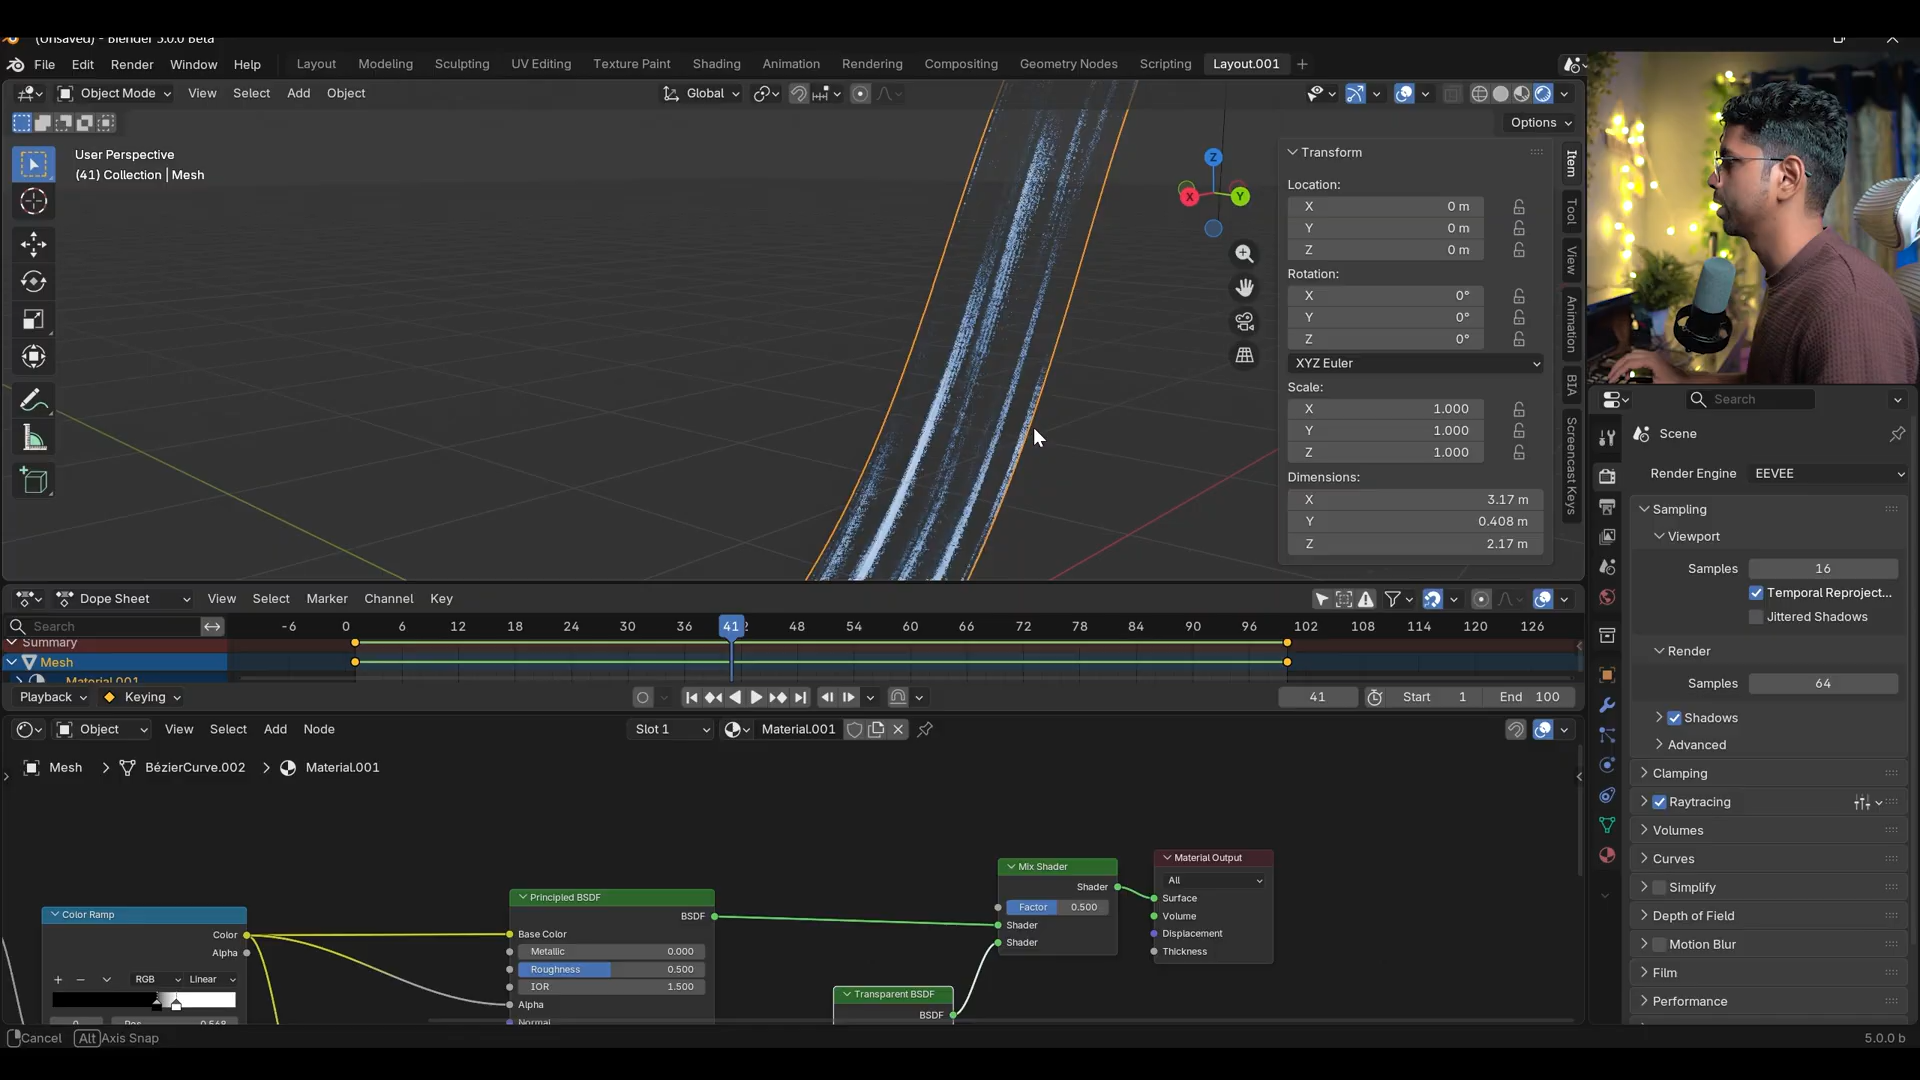 (Unsaved) - Blender 5.0.0 Beta
File Edit Render Window Help Layout Modeling Sculpting UV Editing Texture Paint Shading Animation Rendering Compositing Geometry Nodes Scripting Layout.001 +
Object Mode View Select Add Object Global
Options
User Perspective
(41) Collection | Mesh
Z
X
Y
Transform
Location:
X 0 m
Y 0 m
Z 0 m
Rotation:
X 0°
Y 0°
Z 0°
XYZ Euler
Scale:
X 1.000
Y 1.000
Z 1.000
Dimensions:
X 3.17 m
Y 0.408 m
Z 2.17 m
Item
Tool
View
Animation
BIA
Screencast Keys
Search
Scene
Render Engine EEVEE
Sampling
Viewport
Samples 16
Temporal Reproject...
Jittered Shadows
Render
Samples 64
Shadows
Advanced
Clamping
Raytracing
Volumes
Curves
Simplify
Depth of Field
Motion Blur
Film
Performance
Dope Sheet View Select Marker Channel Key
Search
-6 0 6 12 18 24 30 36 41 2 48 54 60 66 72 78 84 90 96 102 108 114 120 126
Summary
Mesh
Material.001
Playback Keying 41 Start 1 End 100
Object View Select Add Node Slot 1 Material.001
Mesh > BézierCurve.002 > Material.001
Color Ramp
Color
Alpha
RGB Linear
0 Pos 0.568
Principled BSDF
BSDF
Base Color
Metallic 0.000
Roughness 0.500
IOR 1.500
Alpha
Normal
Mix Shader
Shader
Factor 0.500
Shader
Shader
Transparent BSDF
BSDF
Material Output
All
Surface
Volume
Displacement
Thickness
Cancel Alt Axis Snap
5.0.0 b